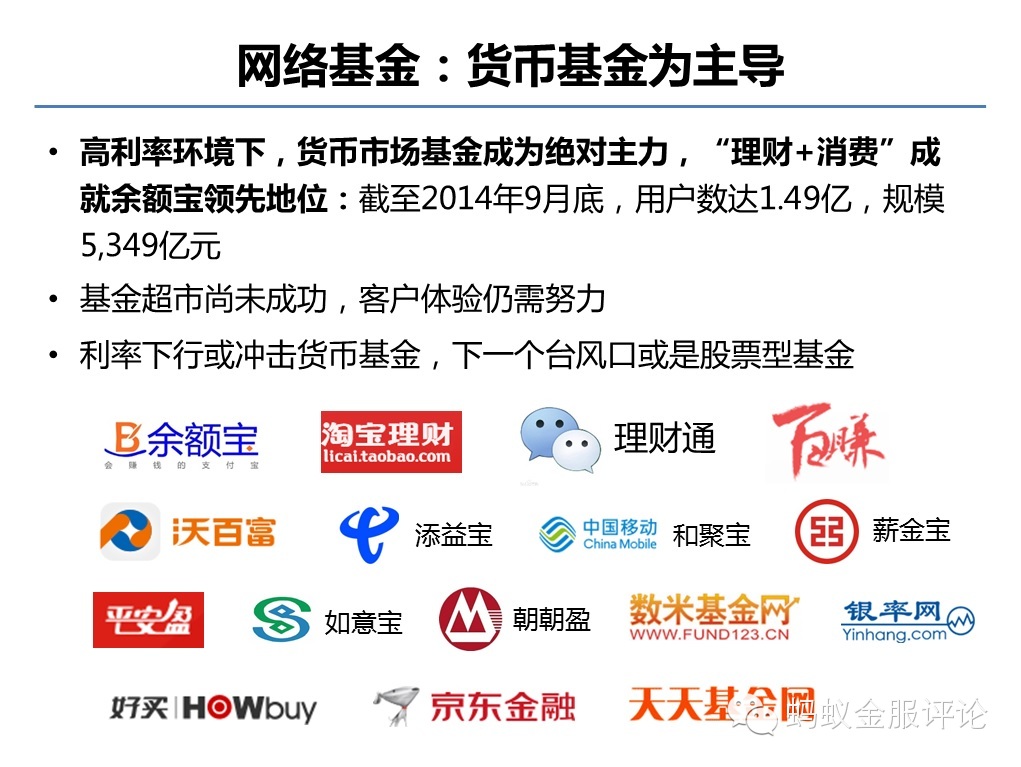 网络基金：货币基金为主导
• 高利率环境下，货币市场基金成为绝对主力，“理财+消费”成
就余额宝领先地位：截至2014年9月底，用户数达1.49亿，规模
5,349亿元
• 基金超市尚未成功，客户体验仍需努力
• 利率下行或冲击货币基金，下一个台风口或是股票型基金
余额宝
会赚钱的支付宝
淘宝理财
licai.taobao.com
理财通
百赚
沃百富
添益宝
中国移动
China Mobile
和聚宝
薪金宝
平安盈
如意宝
朝朝盈
数米基金网
WWW.FUND123.CN
银率网
Yinhang.com
好买 HOWbuy
京东金融
天天基金网
蚂蚁金服评论